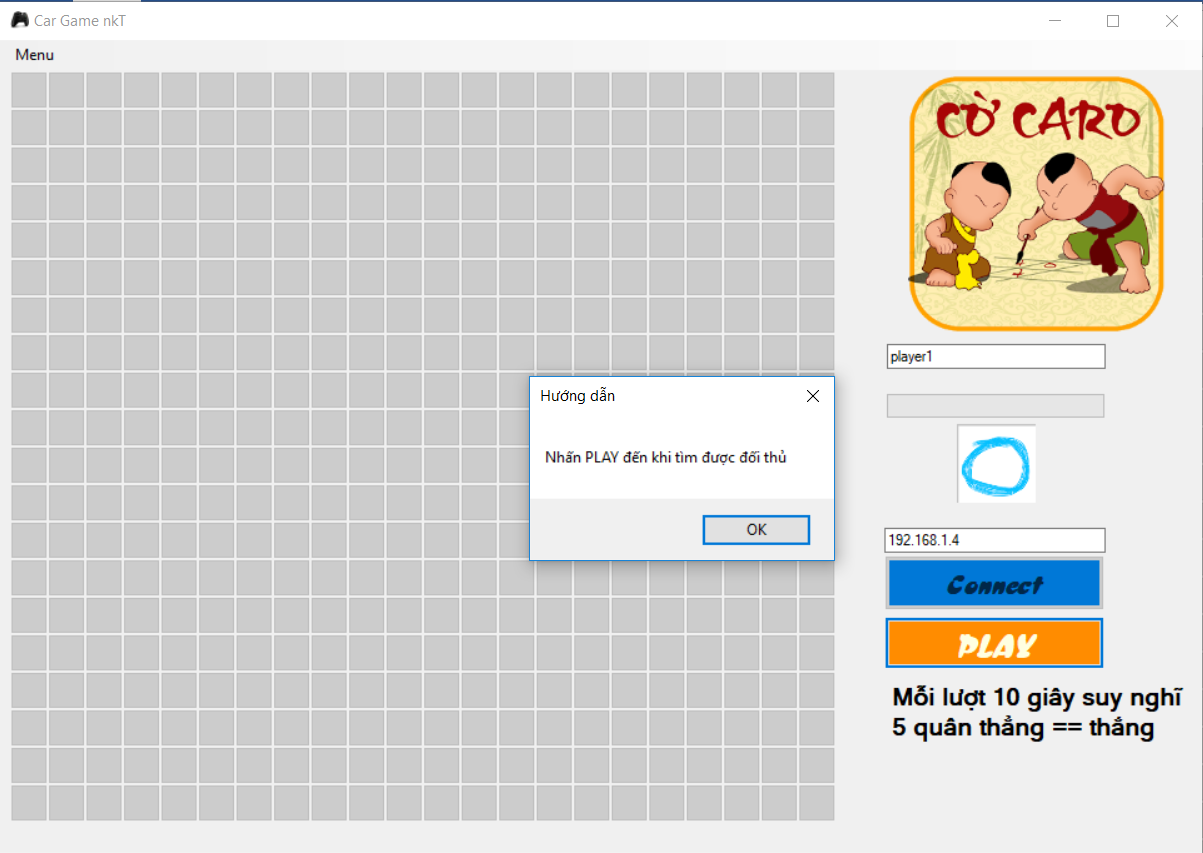 Car Game nkT
Menu
CỜ CARO
player1
Hướng dẫn
Nhấn PLAY đến khi tìm được đối thủ
OK
192.168.1.4
Connect
PLAY
Mỗi lượt 10 giây suy nghĩ
5 quân thẳng == thắng